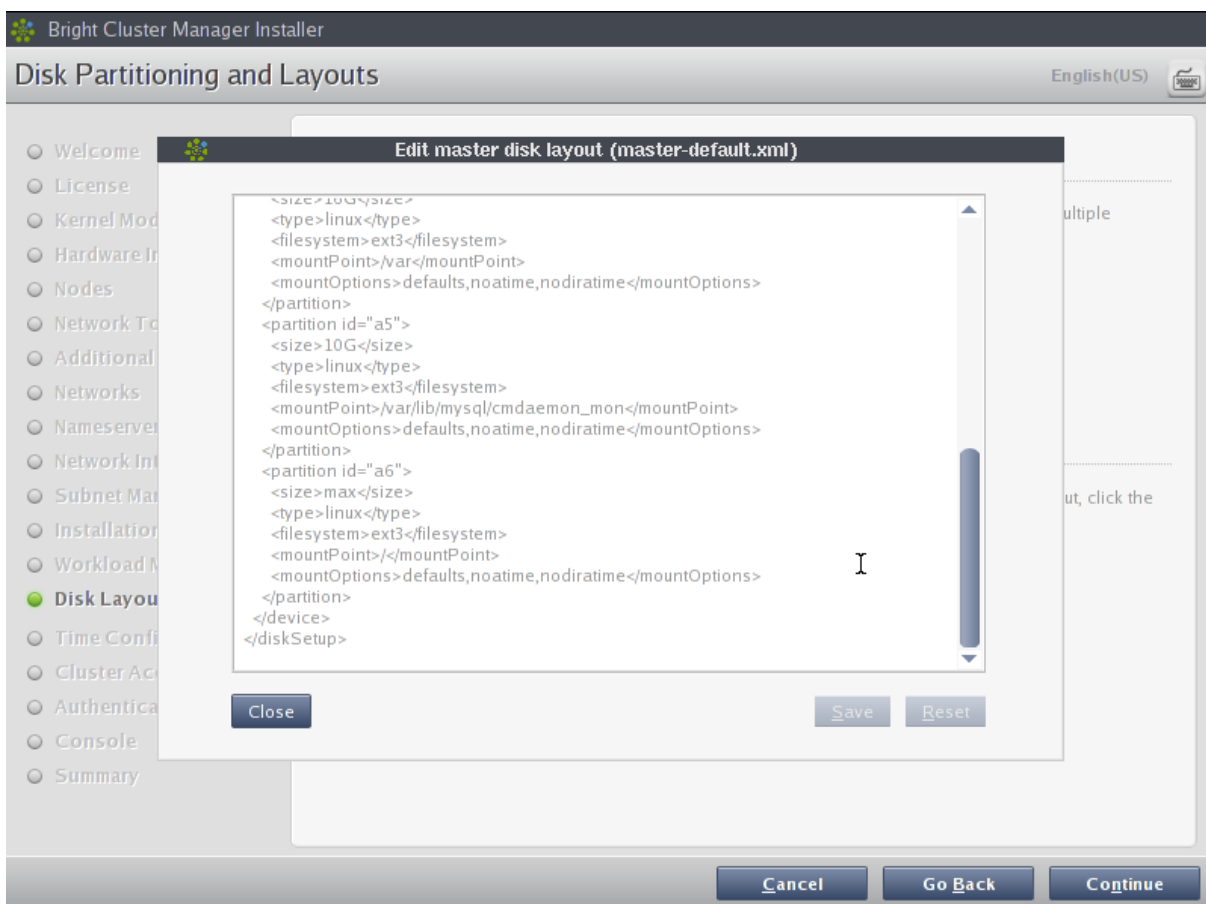 Bright Cluster Manager Installer
Disk Partitioning and Layouts
English(US)
Edit master disk layout (master-default.xml)
Welcome
License
Kernel Mod
Hardware In
Nodes
Network To
Additional
Networks
Nameserver
Network Int
Subnet Mar
Installation
Workload M
Disk Layou
Time Confi
Cluster Acc
Authentica
Console
Summary
<size>10G</size>
<type>linux</type>
<filesystem>ext3</filesystem>
<mountPoint>/var</mountPoint>
<mountOptions>defaults,noatime,nodiratime</mountOptions>
</partition>
<partition id="a5">
<size>10G</size>
<type>linux</type>
<filesystem>ext3</filesystem>
<mountPoint>/var/lib/mysql/cmdaemon_mon</mountPoint>
<mountOptions>defaults,noatime,nodiratime</mountOptions>
</partition>
<partition id="a6">
<size>max</size>
<type>linux</type>
<filesystem>ext3</filesystem>
<mountPoint>/</mountPoint>
<mountOptions>defaults,noatime,nodiratime</mountOptions>
</partition>
</device>
</diskSetup>
ultiple
ut, click the
Close
Save
Reset
Cancel
Go Back
Continue